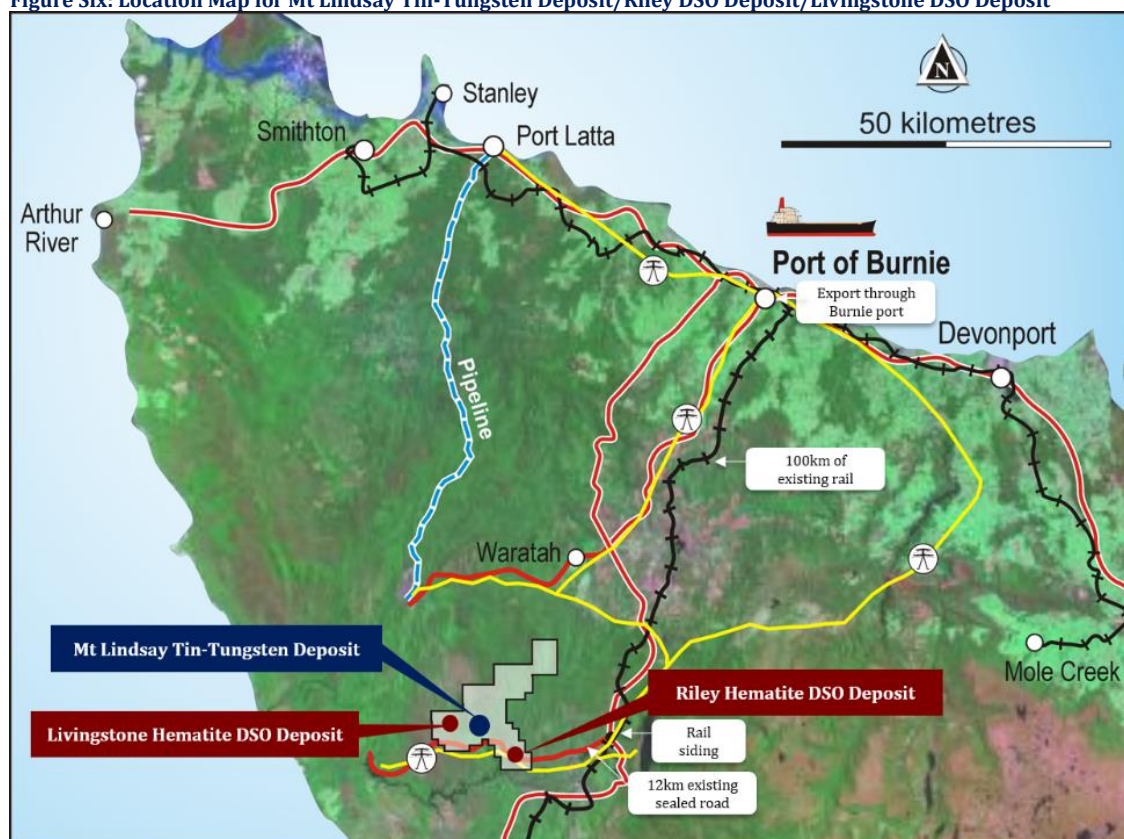 Figure Six: Location Map for Mt Lindsay Tin-Tungsten Deposit/Riley DSO Deposit/Livingstone DSO Deposit
N
50 kilometres
Stanley
Smithton
Port Latta
Arthur
River
Port of Burnie
Export through
Burnie port
Devonport
Pipeline
100km of
existing rail
Waratah
Mt Lindsay Tin-Tungsten Deposit
Mole Creek
Riley Hematite DSO Deposit
Livingstone Hematite DSO Deposit
Rail
siding
12km existing
sealed road